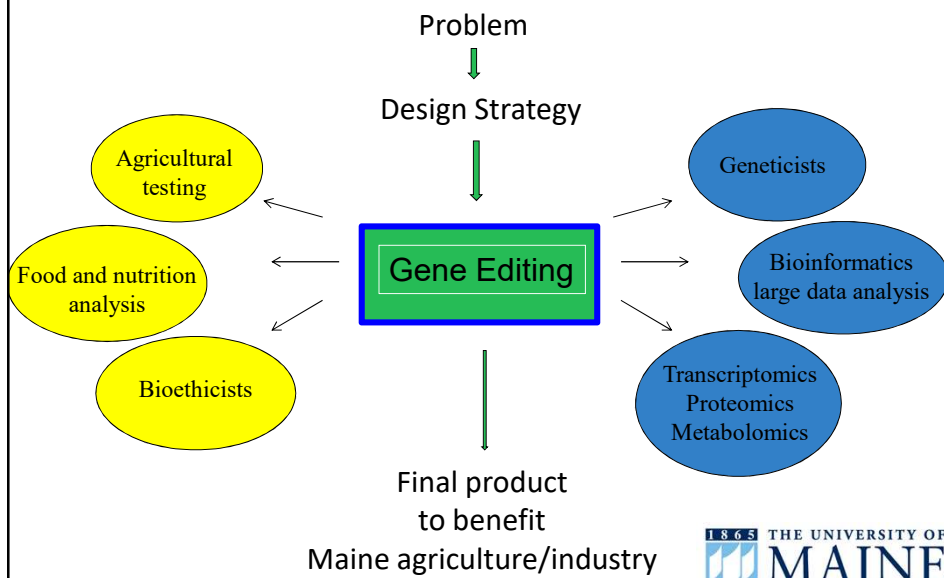 Problem
Design Strategy
Agricultural
testing
Geneticists
Gene Editing
Food and nutrition
analysis
Bioinformatics
large data analysis
Bioethicists
Transcriptomics
Proteomics
Metabolomics
Final product
to benefit
Maine agriculture/industry
1865 THE UNIVERSITY OF
MAINE